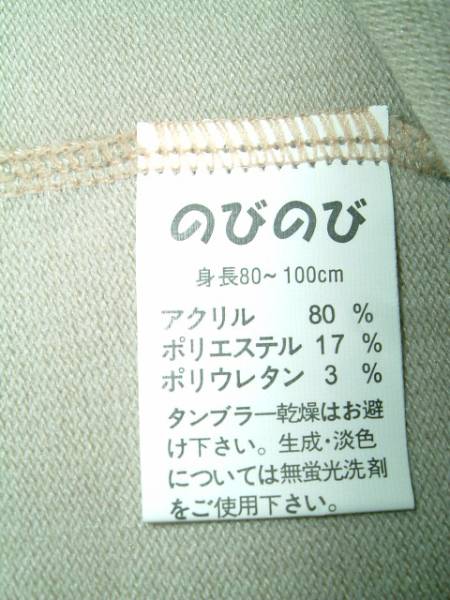 のびのび
身長80～100cm
アクリル 80 %
ポリエステル 17 %
ポリウレタン 3 %
タンブラー乾燥はお避
け下さい。生成・淡色
については無蛍光洗剤
をご使用下さい。